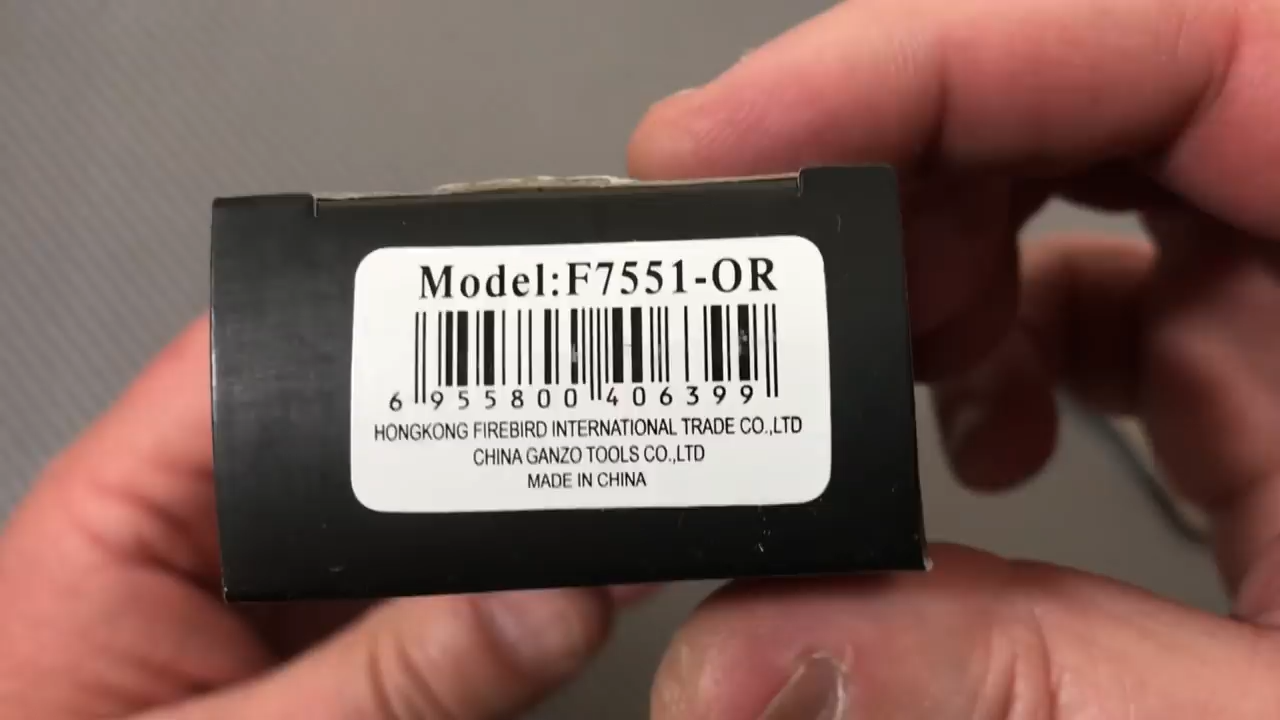 Model:F7551-OR
6 955800 406399
HONGKONG FIREBIRD INTERNATIONAL TRADE CO.,LTD
CHINA GANZO TOOLS CO.,LTD
MADE IN CHINA